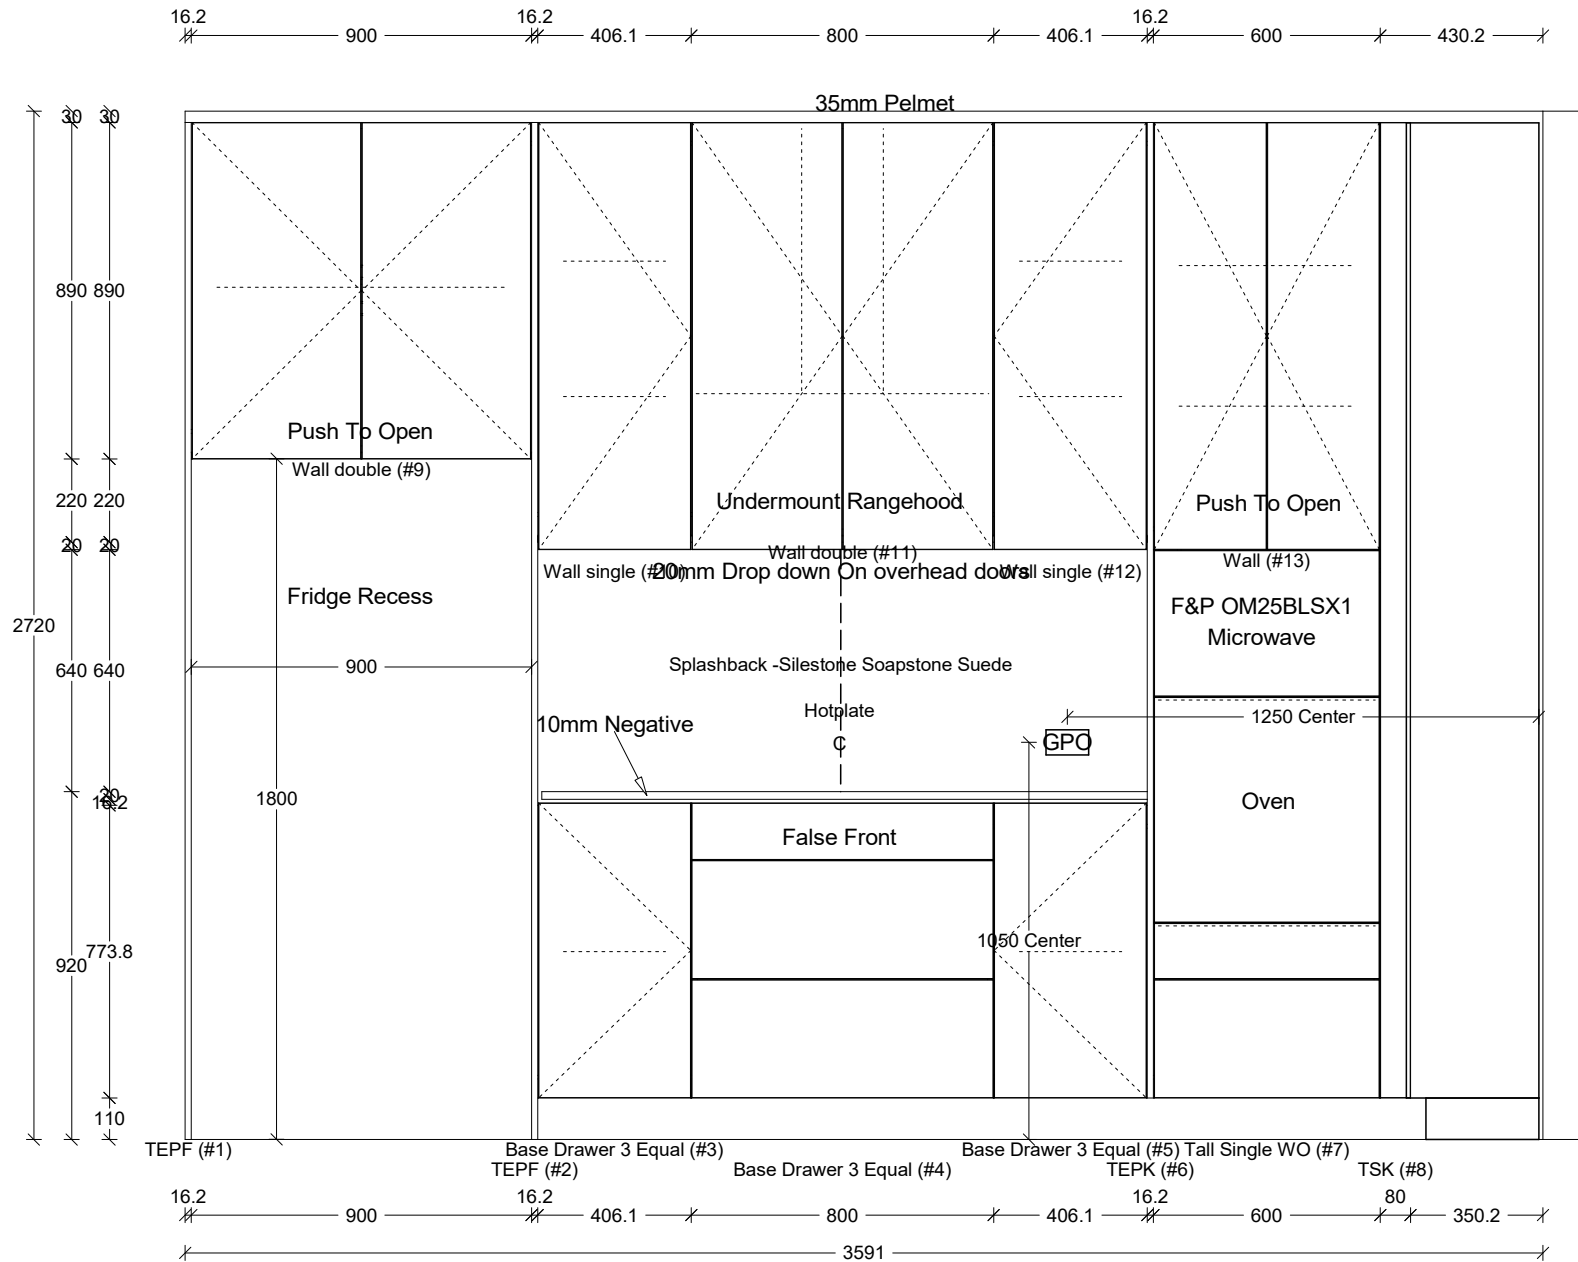 16.2 16.2 16.2
900 406.1 800 406.1 600 430.2
35mm Pelmet
30 30
890 890
Push To Open
Wall double (#9)
220 220
Undermount Rangehood
Push To Open
20 20
Wall double (#11)
Wall single (#10) 20mm Drop down On overhead doors Wall single (#12)
Wall (#13)
Fridge Recess
F&P OM25BLSX1
Microwave
2720
640 640
900
Splashback -Silestone Soapstone Suede
Hotplate
10mm Negative
1250 Center
C
GPO
20
16.2
1800
Oven
False Front
1050 Center
920
773.8
110
TEPF (#1) Base Drawer 3 Equal (#3) Base Drawer 3 Equal (#5) Tall Single WO (#7)
TEPF (#2) Base Drawer 3 Equal (#4) TEPK (#6) TSK (#8)
16.2 16.2 16.2 80
900 406.1 800 406.1 600 350.2
3591